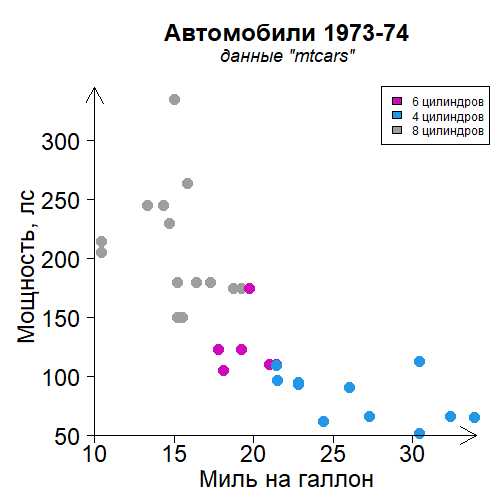 Автомобили 1973-74
данные "mtcars"
6 цилиндров
4 цилиндров
8 цилиндров
Мощность, лс
300
250
200
150
100
50
10 15 20 25 30
Миль на галлон